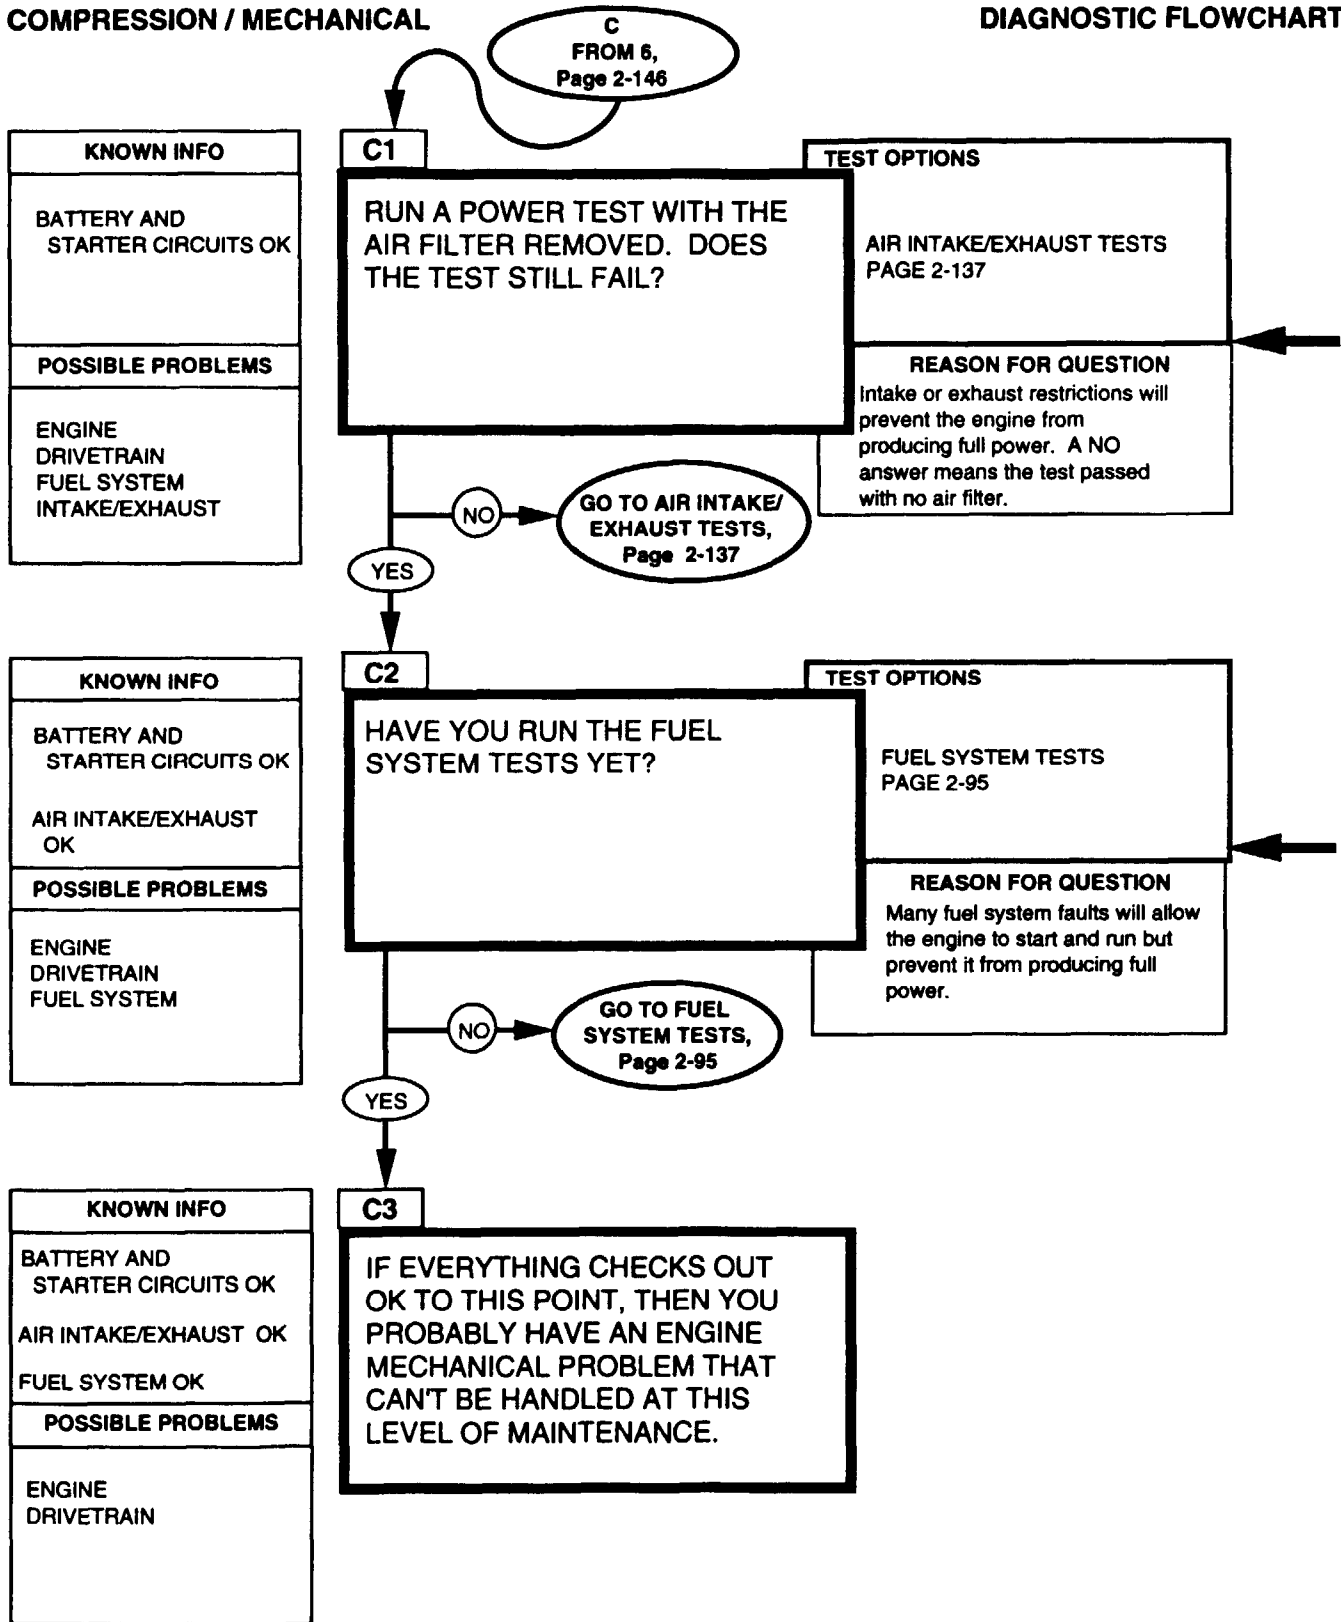 COMPRESSION / MECHANICAL
DIAGNOSTIC FLOWCHART
C
FROM 6,
Page 2-146
KNOWN INFO
BATTERY AND
STARTER CIRCUITS OK
POSSIBLE PROBLEMS
ENGINE
DRIVETRAIN
FUEL SYSTEM
INTAKE/EXHAUST
C1
RUN A POWER TEST WITH THE
AIR FILTER REMOVED. DOES
THE TEST STILL FAIL?
TEST OPTIONS
AIR INTAKE/EXHAUST TESTS
PAGE 2-137
REASON FOR QUESTION
Intake or exhaust restrictions will
prevent the engine from
producing full power. A NO
answer means the test passed
with no air filter.
NO
GO TO AIR INTAKE/
EXHAUST TESTS,
Page 2-137
YES
KNOWN INFO
BATTERY AND
STARTER CIRCUITS OK
AIR INTAKE/EXHAUST
OK
POSSIBLE PROBLEMS
ENGINE
DRIVETRAIN
FUEL SYSTEM
C2
HAVE YOU RUN THE FUEL
SYSTEM TESTS YET?
TEST OPTIONS
FUEL SYSTEM TESTS
PAGE 2-95
REASON FOR QUESTION
Many fuel system faults will allow
the engine to start and run but
prevent it from producing full
power.
NO
GO TO FUEL
SYSTEM TESTS,
Page 2-95
YES
KNOWN INFO
BATTERY AND
STARTER CIRCUITS OK
AIR INTAKE/EXHAUST OK
FUEL SYSTEM OK
POSSIBLE PROBLEMS
ENGINE
DRIVETRAIN
C3
IF EVERYTHING CHECKS OUT
OK TO THIS POINT, THEN YOU
PROBABLY HAVE AN ENGINE
MECHANICAL PROBLEM THAT
CAN'T BE HANDLED AT THIS
LEVEL OF MAINTENANCE.